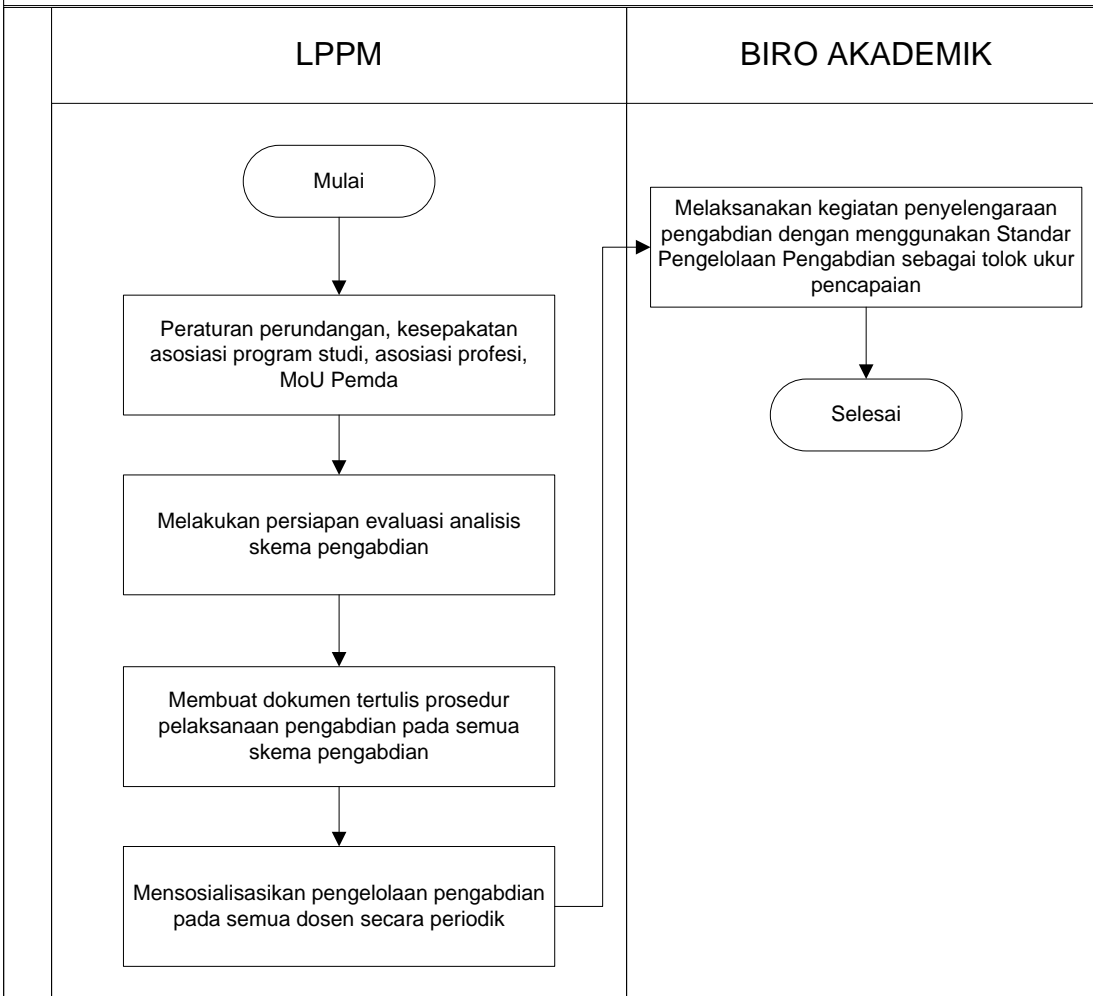 LPPM
BIRO AKADEMIK
Mulai
Peraturan perundangan, kesepakatan
asosiasi program studi, asosiasi profesi,
MoU Pemda
Melakukan persiapan evaluasi analisis
skema pengabdian
Membuat dokumen tertulis prosedur
pelaksanaan pengabdian pada semua
skema pengabdian
Mensosialisasikan pengelolaan pengabdian
pada semua dosen secara periodik
Melaksanakan kegiatan penyelengaraan
pengabdian dengan menggunakan Standar
Pengelolaan Pengabdian sebagai tolok ukur
pencapaian
Selesai